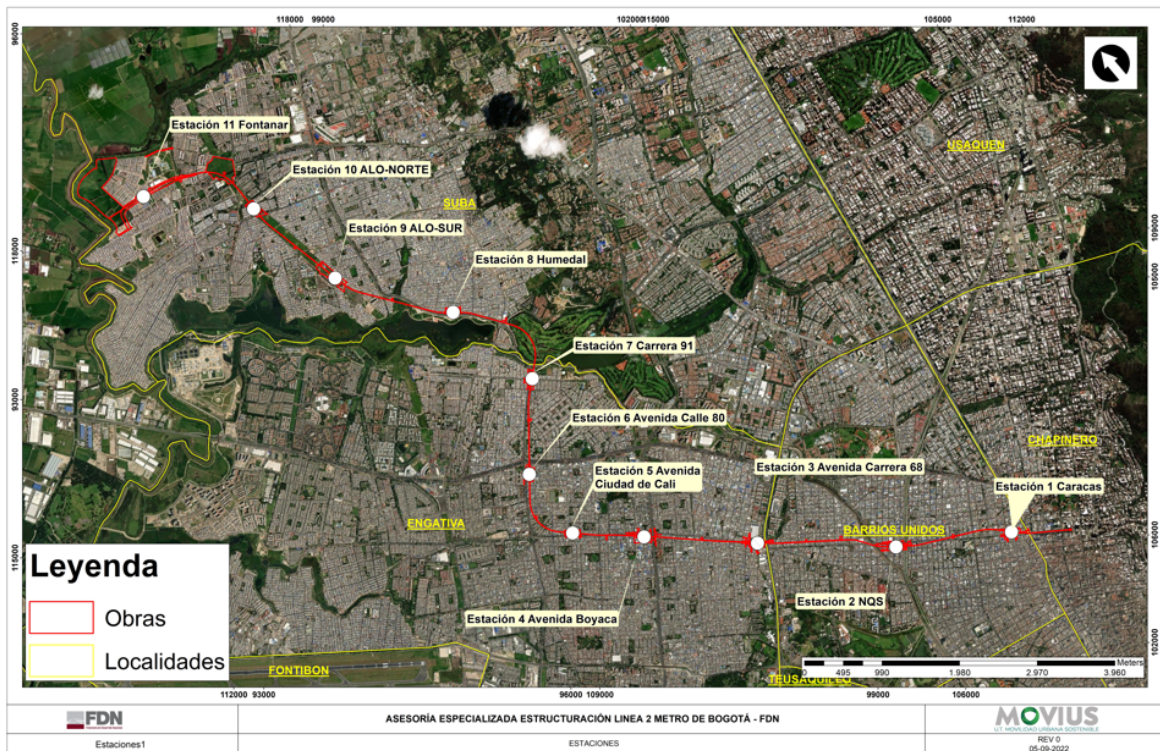 118000 99000
102000 115000
105000 112000
96000
Estación 11 Fontanar
USAQUEN
Estación 10 ALO-NORTE
SUBA
Estación 9 ALO-SUR
118000
109000
Estación 8 Humedal
105000
Estación 7 Carrera 91
93000
Estación 6 Avenida Calle 80
CHAPINERO
Estación 3 Avenida Carrera 68
Estación 5 Avenida
Ciudad de Cali
Estación 1 Caracas
ENGATIVA
BARRIOS UNIDOS
115000
106000
Leyenda
Obras
Localidades
Estación 2 NQS
Estación 4 Avenida Boyaca
102000
FONTIBON
TEUSAQUILLO
Meters
0 495 990 1.980 2.970 3.960
112000 93000
96000 109000
99000 106000
FDN
ASESORÍA ESPECIALIZADA ESTRUCTURACIÓN LINEA 2 METRO DE BOGOTÁ - FDN
MOVIUS
U.T. MOVILIDAD URBANA SOSTENIBLE
Estaciones1
ESTACIONES
REV 0
05-09-2022